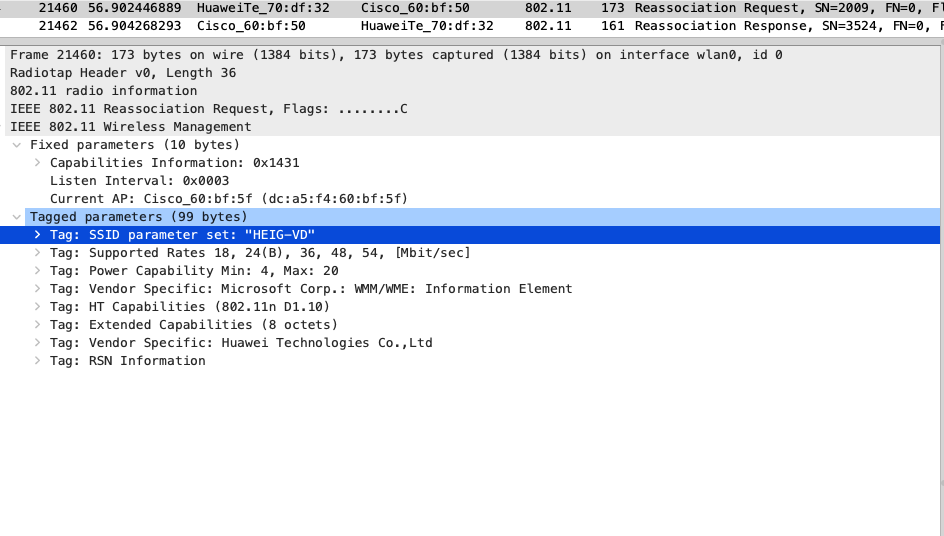 21460 56.902446889 HuaweiTe_70:df:32 Cisco_60:bf:50 802.11 173 Reassociation Request, SN=2009, FN=0, Fl
21462 56.904268293 Cisco_60:bf:50 HuaweiTe_70:df:32 802.11 161 Reassociation Response, SN=3524, FN=0, F
Frame 21460: 173 bytes on wire (1384 bits), 173 bytes captured (1384 bits) on interface wlan0, id 0
Radiotap Header v0, Length 36
802.11 radio information
IEEE 802.11 Reassociation Request, Flags: ........C
IEEE 802.11 Wireless Management
Fixed parameters (10 bytes)
Capabilities Information: 0x1431
Listen Interval: 0x0003
Current AP: Cisco_60:bf:5f (dc:a5:f4:60:bf:5f)
Tagged parameters (99 bytes)
Tag: SSID parameter set: "HEIG-VD"
Tag: Supported Rates 18, 24(B), 36, 48, 54, [Mbit/sec]
Tag: Power Capability Min: 4, Max: 20
Tag: Vendor Specific: Microsoft Corp.: WMM/WME: Information Element
Tag: HT Capabilities (802.11n D1.10)
Tag: Extended Capabilities (8 octets)
Tag: Vendor Specific: Huawei Technologies Co.,Ltd
Tag: RSN Information